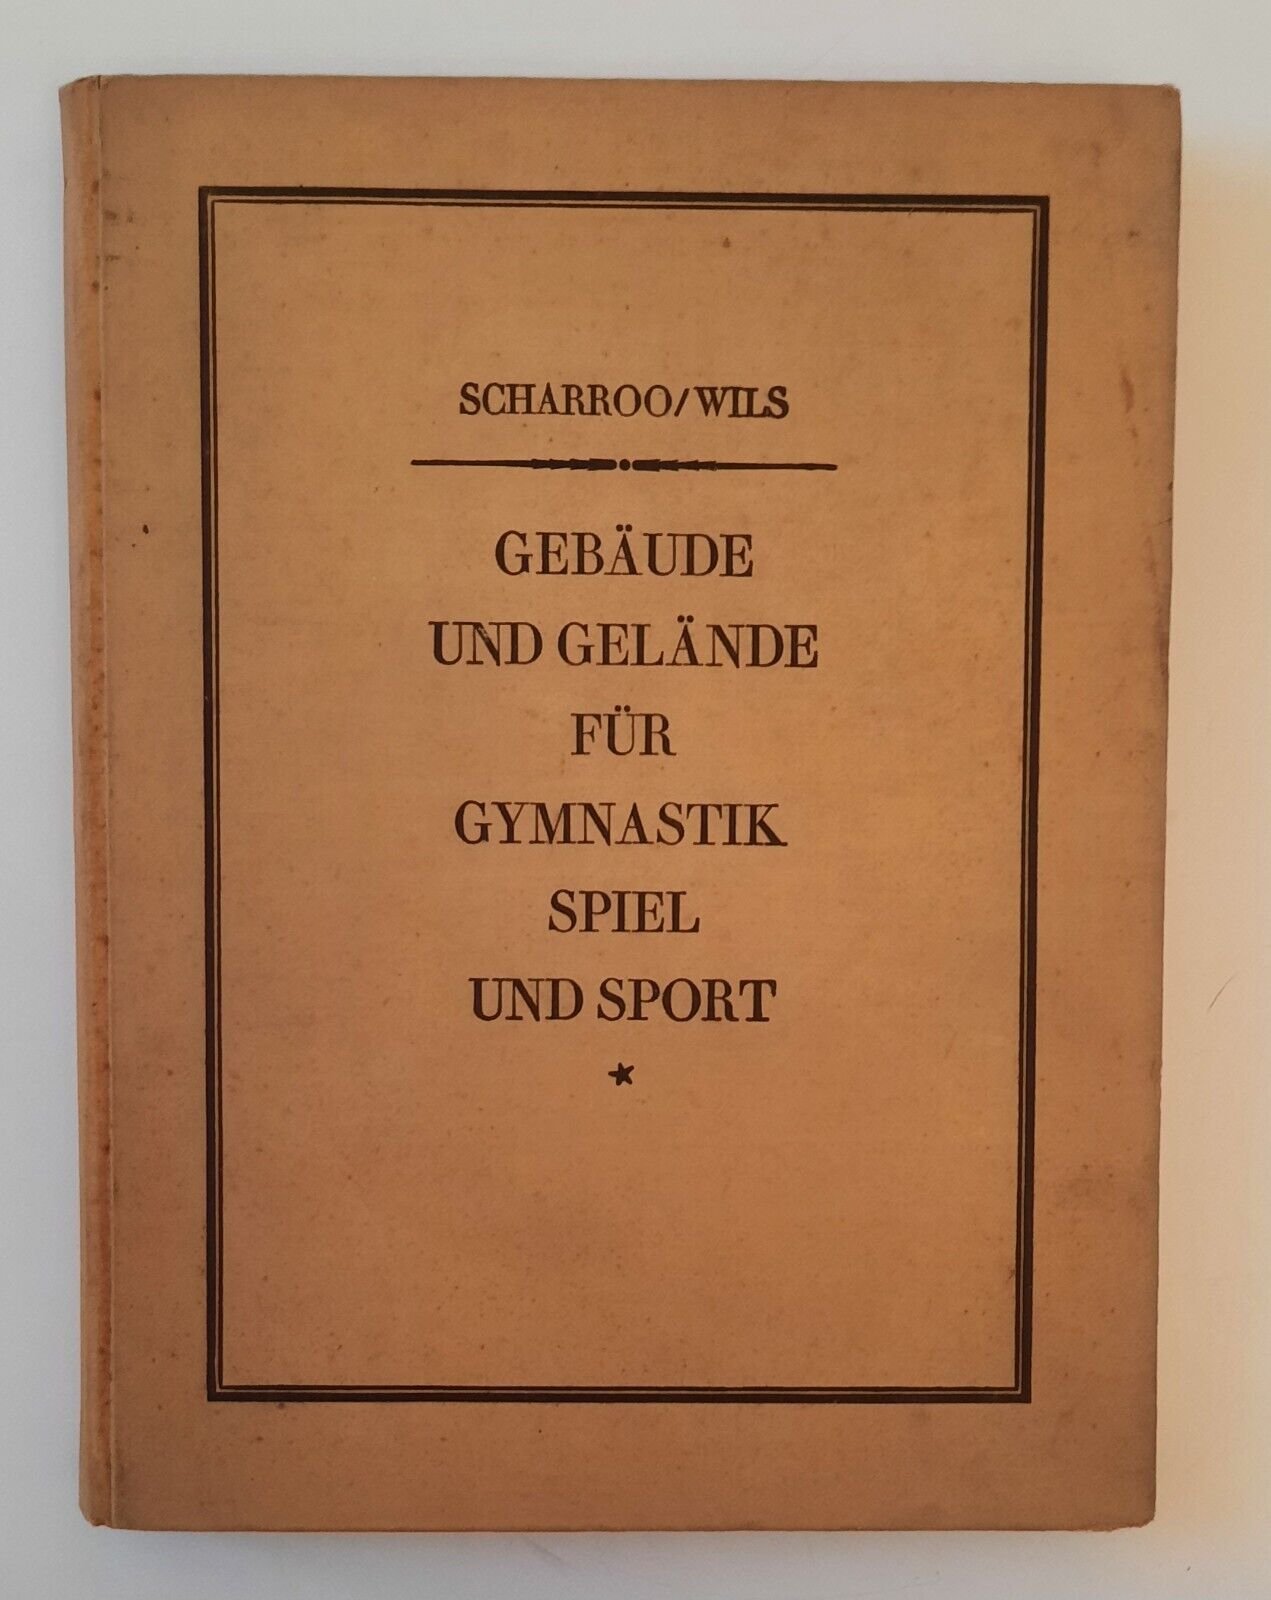 SCHARROO/WILS
GEBÄUDE
UND GELÄNDE
FÜR
GYMNASTIK
SPIEL
UND SPORT